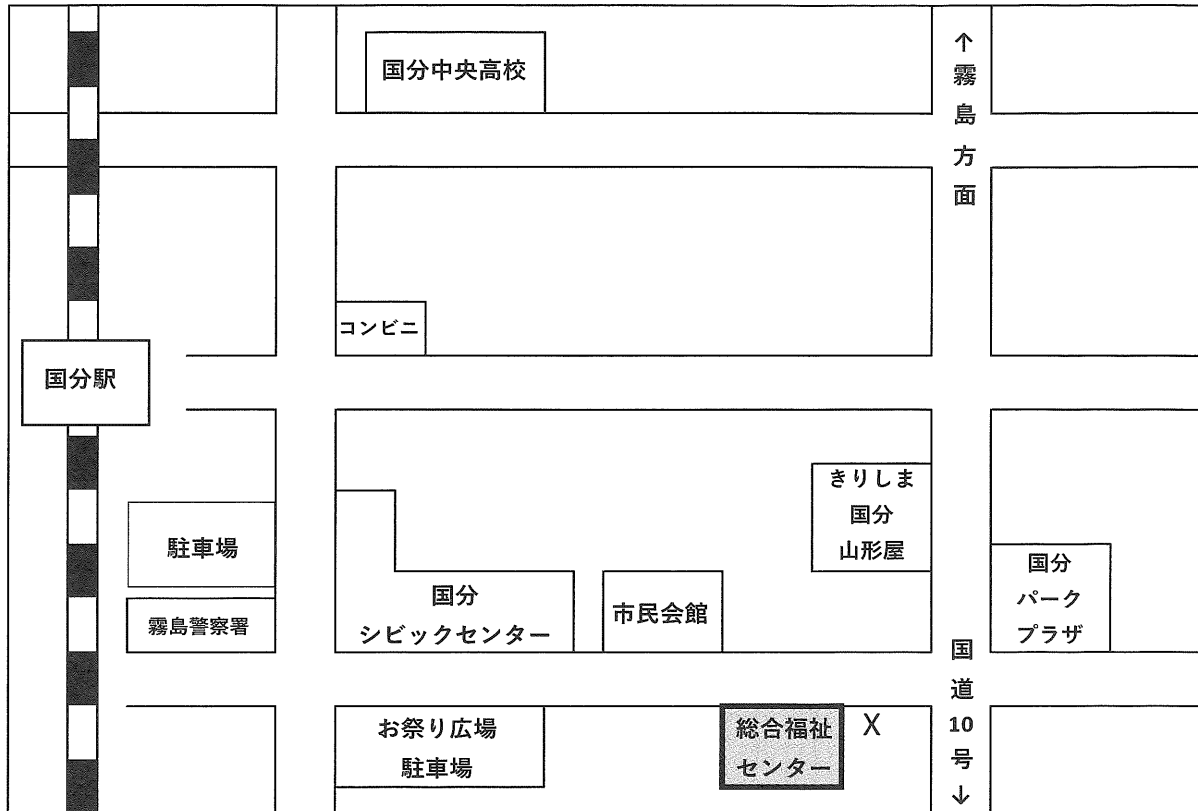 国分中央高校
↑霧島方面
コンビニ
国分駅
きりしま
国分
山形屋
駐車場
国分
シビックセンター
市民会館
国分
パーク
プラザ
霧島警察署
国道10号↓
お祭り広場
駐車場
総合福祉
センター
X